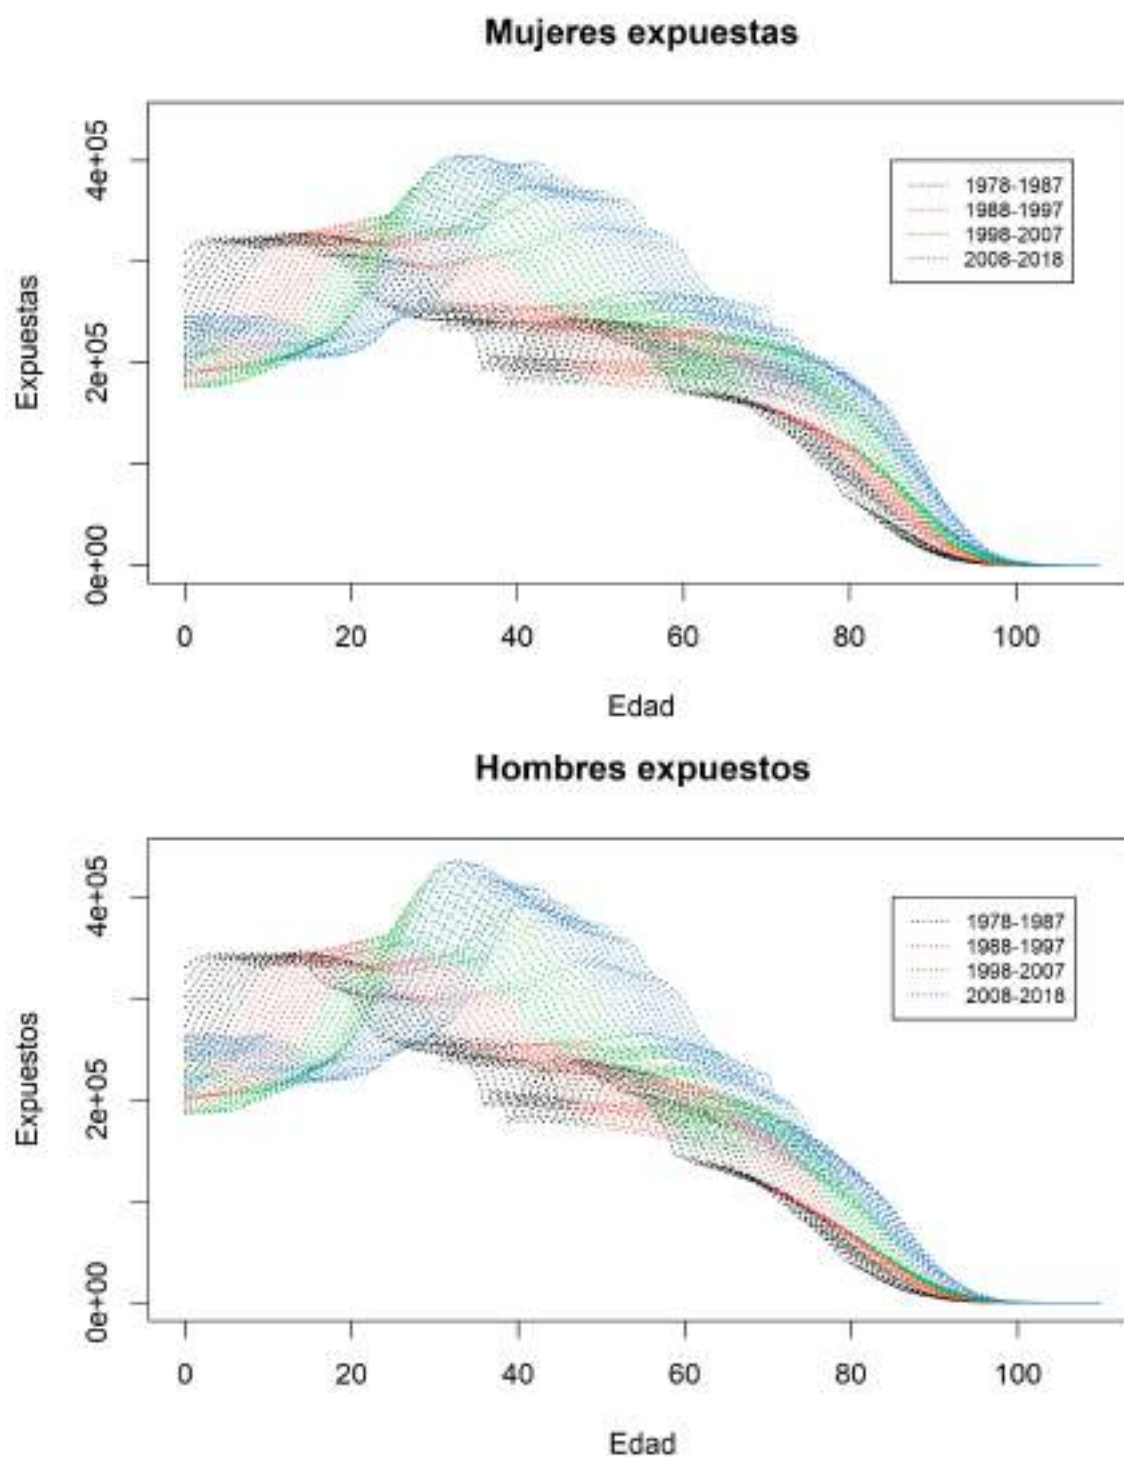 Mujeres expuestas
4e+05
2e+05
0e+00
Expuestas
1978-1987
1988-1997
1998-2007
2008-2018
0 20 40 60 80 100
Edad
Hombres expuestos
4e+05
2e+05
0e+00
Expuestos
1978-1987
1988-1997
1998-2007
2008-2018
0 20 40 60 80 100
Edad